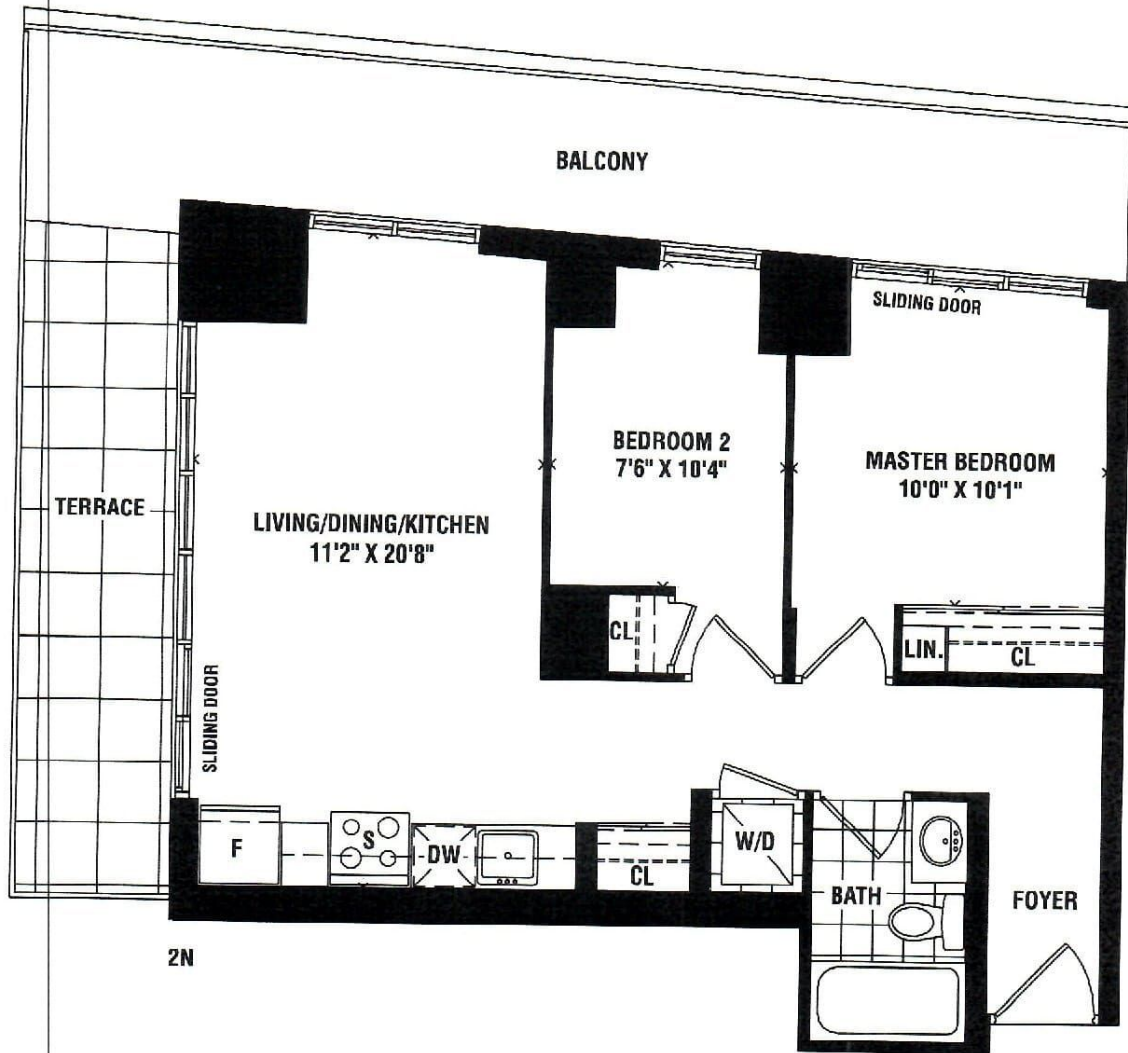 BALCONY
SLIDING DOOR
BEDROOM 2
7'6" X 10'4"
MASTER BEDROOM
10'0" X 10'1"
TERRACE
LIVING/DINING/KITCHEN
11'2" X 20'8"
CL
LIN.
CL
SLIDING DOOR
F
S
DW
CL
W/D
BATH
FOYER
2N